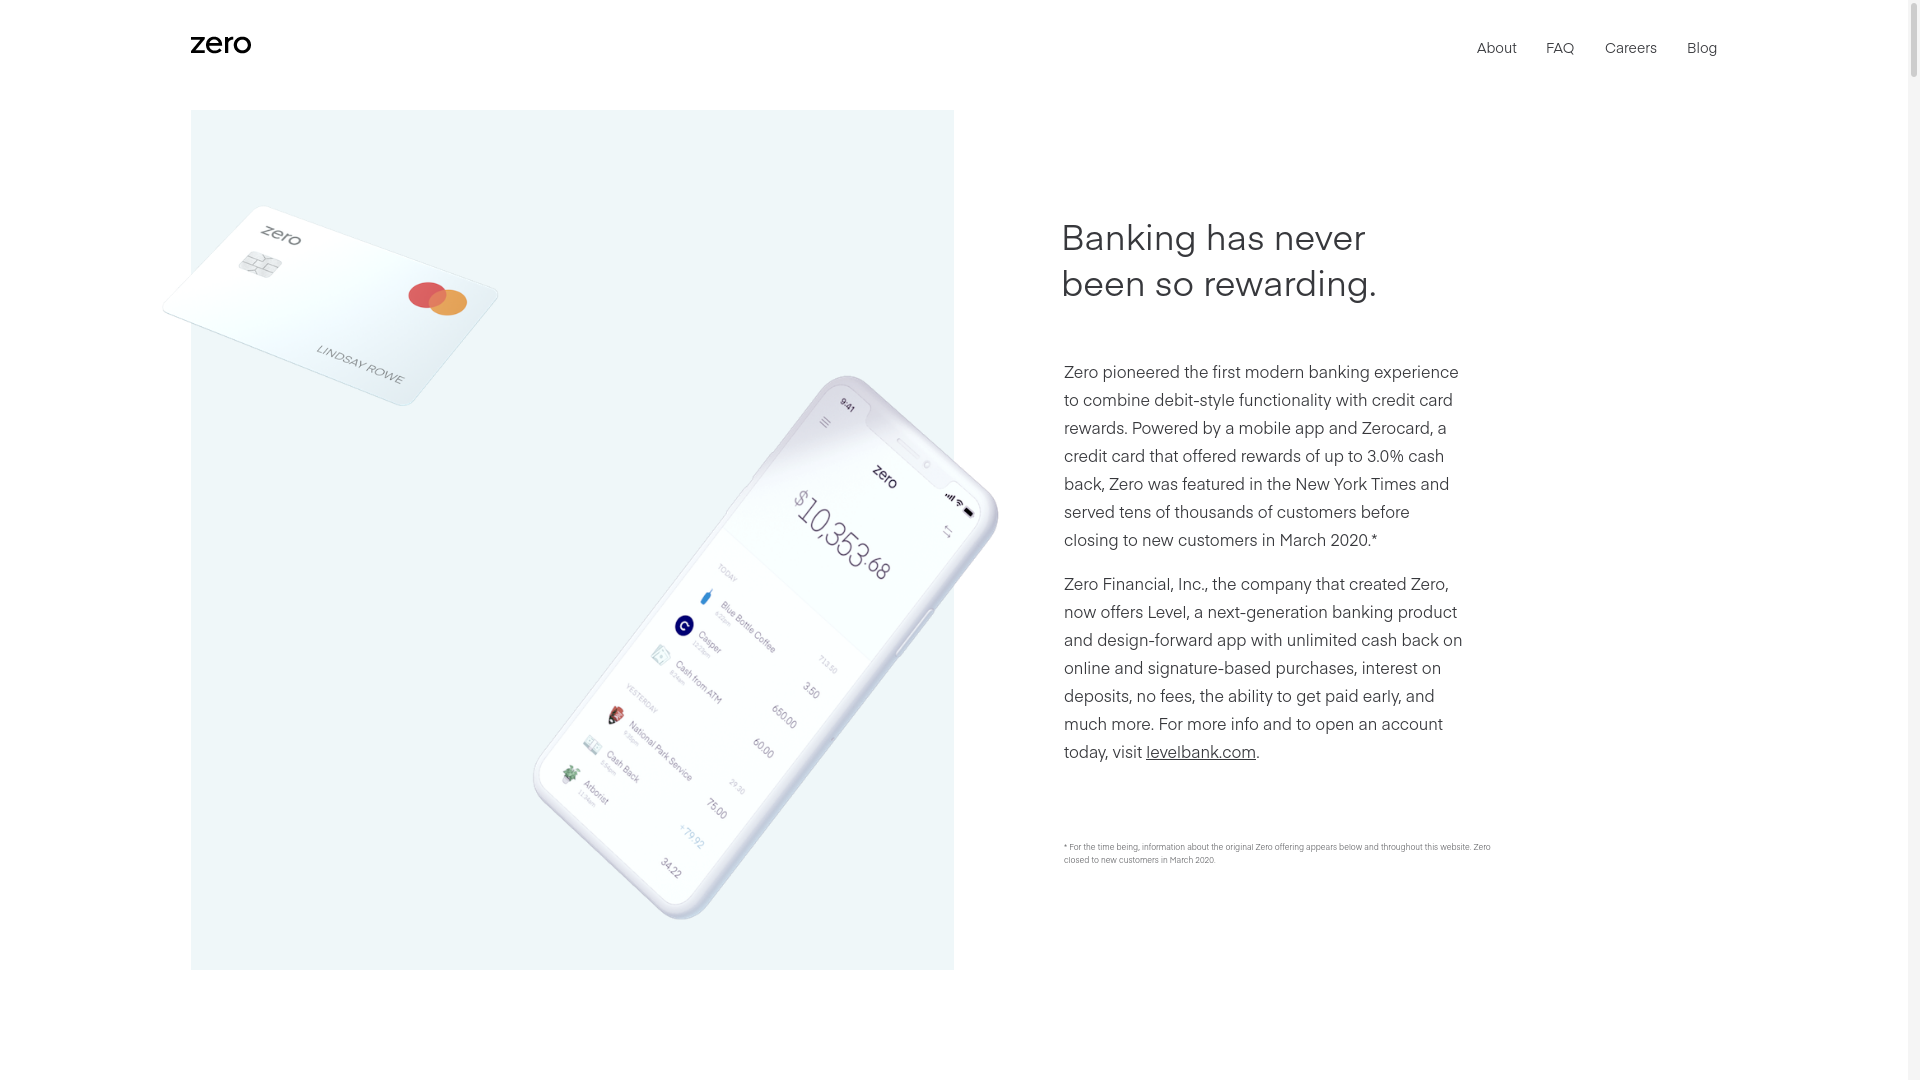 zero
About FAQ Careers Blog
zero
LINDSAY ROWE
9:41
zero
$10,353.68
TODAY
Blue Bottle Coffee
713.50
Casper
3.50
Cash from ATM
650.00
YESTERDAY
60.00
National Park Service
29.30
Cash Back
75.00
Arborist
+79.92
34.22
Banking has never
been so rewarding.
Zero pioneered the first modern banking experience
to combine debit-style functionality with credit card
rewards. Powered by a mobile app and Zerocard, a
credit card that offered rewards of up to 3.0% cash
back, Zero was featured in the New York Times and
served tens of thousands of customers before
closing to new customers in March 2020.*
Zero Financial, Inc., the company that created Zero,
now offers Level, a next-generation banking product
and design-forward app with unlimited cash back on
online and signature-based purchases, interest on
deposits, no fees, the ability to get paid early, and
much more. For more info and to open an account
today, visit levelbank.com.
* For the time being, information about the original Zero offering appears below and throughout this website. Zero
closed to new customers in March 2020.